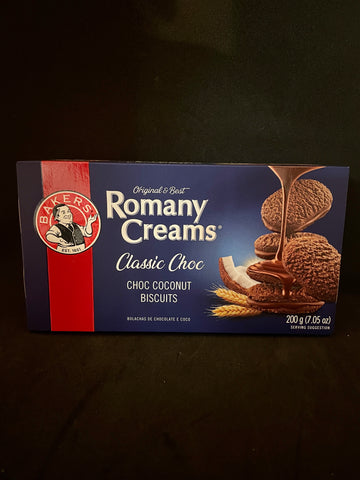 BAKERS
EST. 1851
Original & Best
Romany
Creams®
Classic Choc
CHOC COCONUT
BISCUITS
BOLACHAS DE CHOCOLATE E COCO
200 g (7.05 oz)
SERVING SUGGESTION